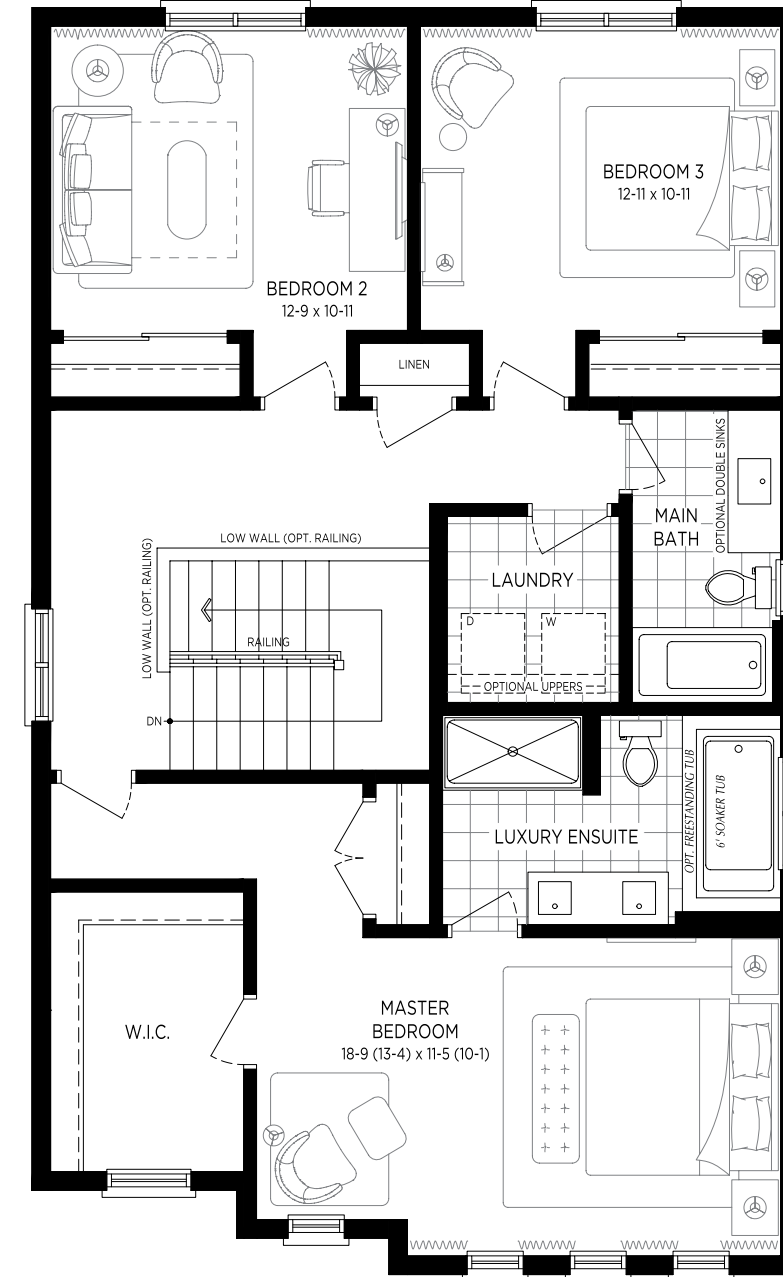 BEDROOM 3
12-11 x 10-11
BEDROOM 2
12-9 x 10-11
LINEN
OPTIONAL DOUBLE SINKS
MAIN
BATH
LOW WALL (OPT. RAILING)
LOW WALL (OPT. RAILING)
LAUNDRY
D
W
RAILING
OPTIONAL UPPERS
DN
OPT. FREESTANDING TUB
6' SOAKER TUB
LUXURY ENSUITE
MASTER
BEDROOM
18-9 (13-4) x 11-5 (10-1)
W.I.C.